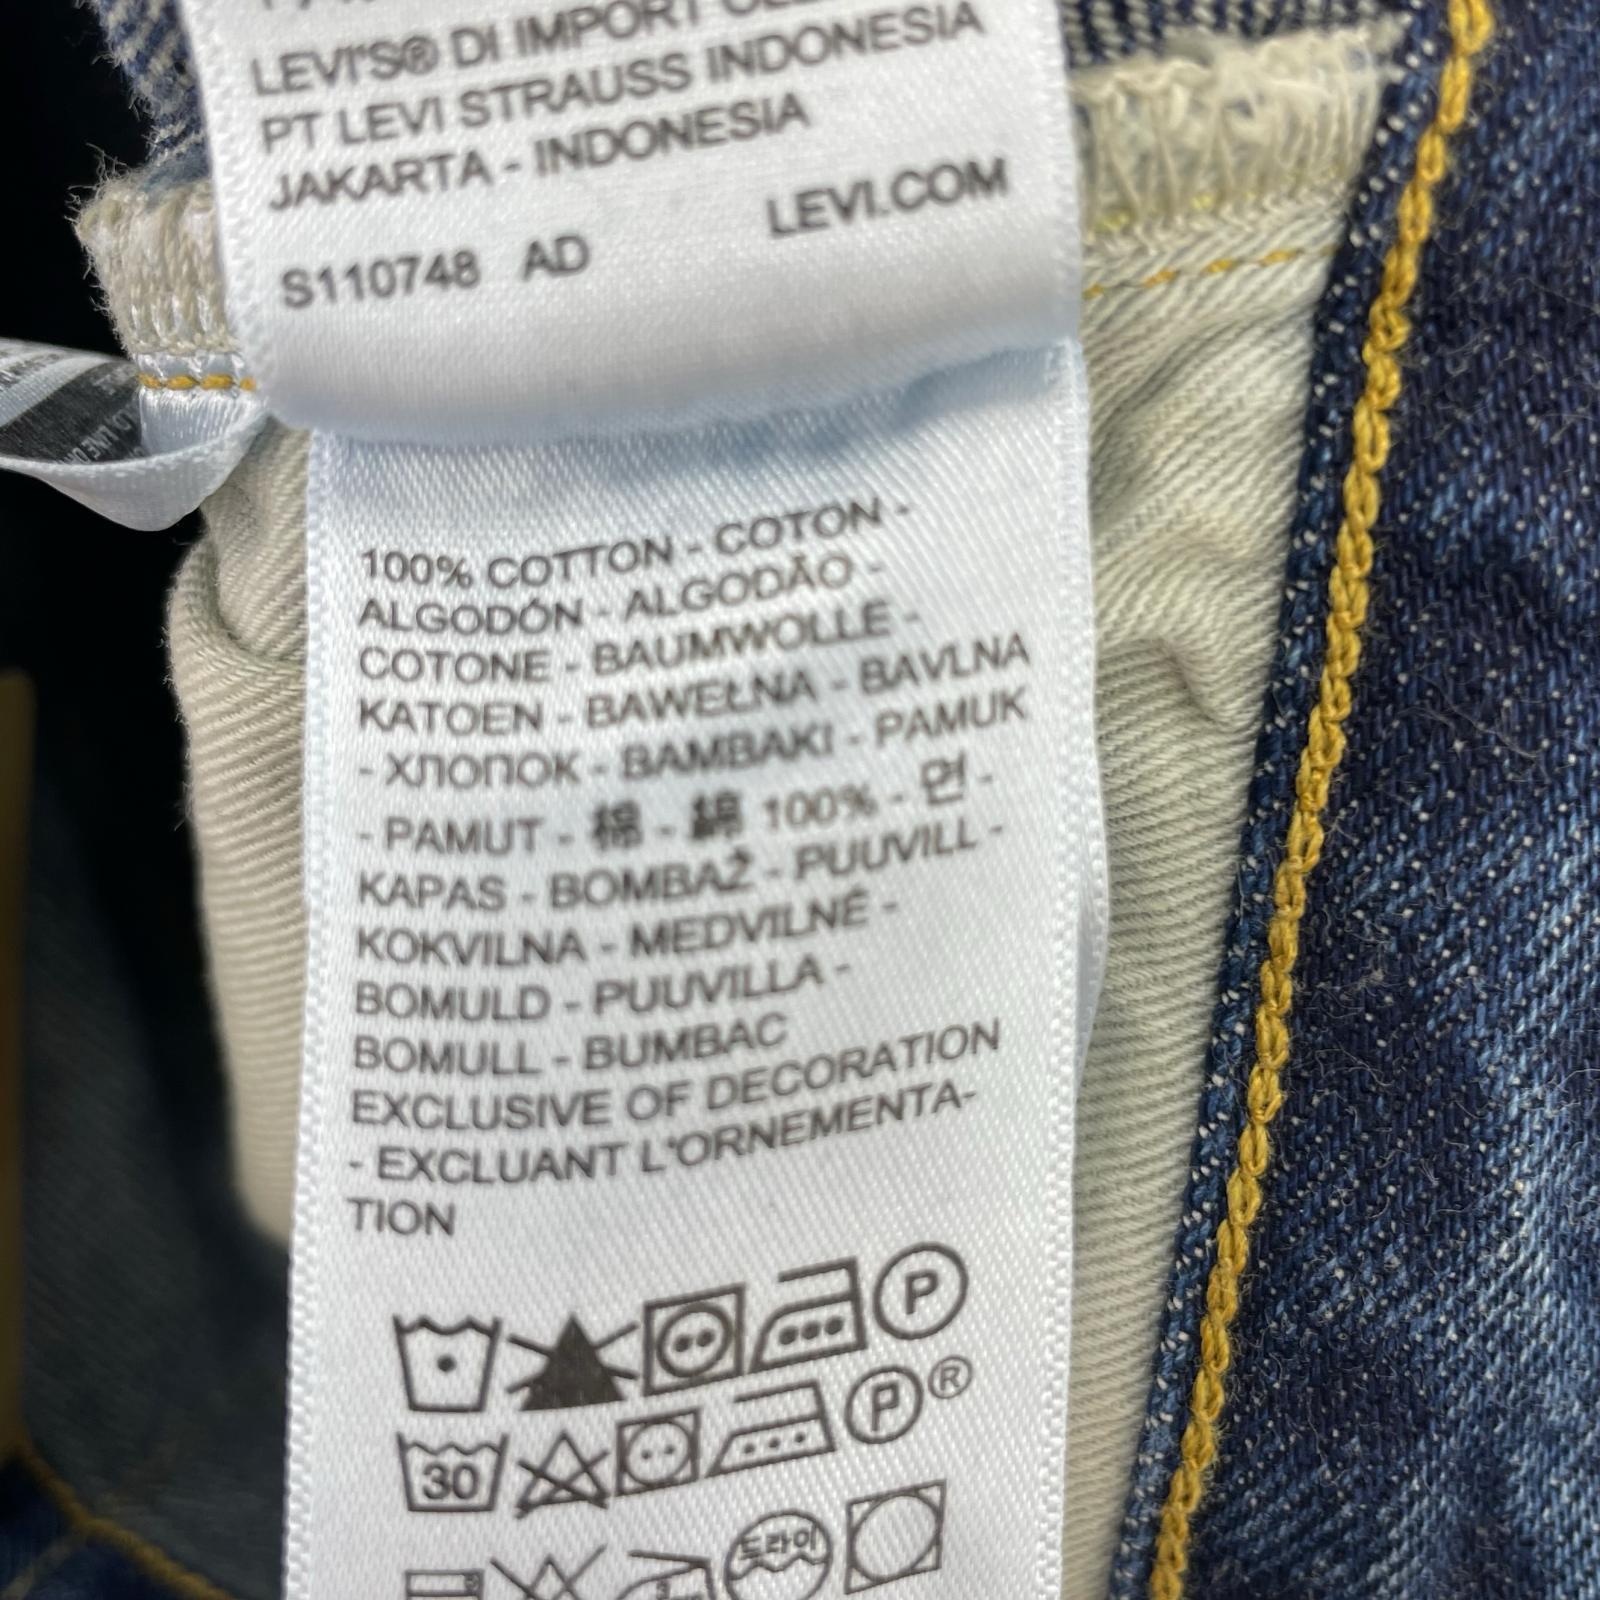 LEVI'S® DI IMPORT
PT LEVI STRAUSS INDONESIA
JAKARTA - INDONESIA
LEVI.COM
S110748 AD
100% COTTON - COTON -
ALGODÓN - ALGODÃO -
COTONE - BAUMWOLLE -
KATOEN - BAWEŁNA - BAVLNA
- ХЛОПОК - BAMBAKI - PAMUK
- PAMUT - 棉 - 綿 100% - 면 -
KAPAS - BOMBAŽ - PUUVILL -
KOKVILNA - MEDVILNÉ -
BOMULD - PUUVILLA -
BOMULL - BUMBAC
EXCLUSIVE OF DECORATION
- EXCLUANT L'ORNEMENTA-
TION
P
30 P ®
드라이